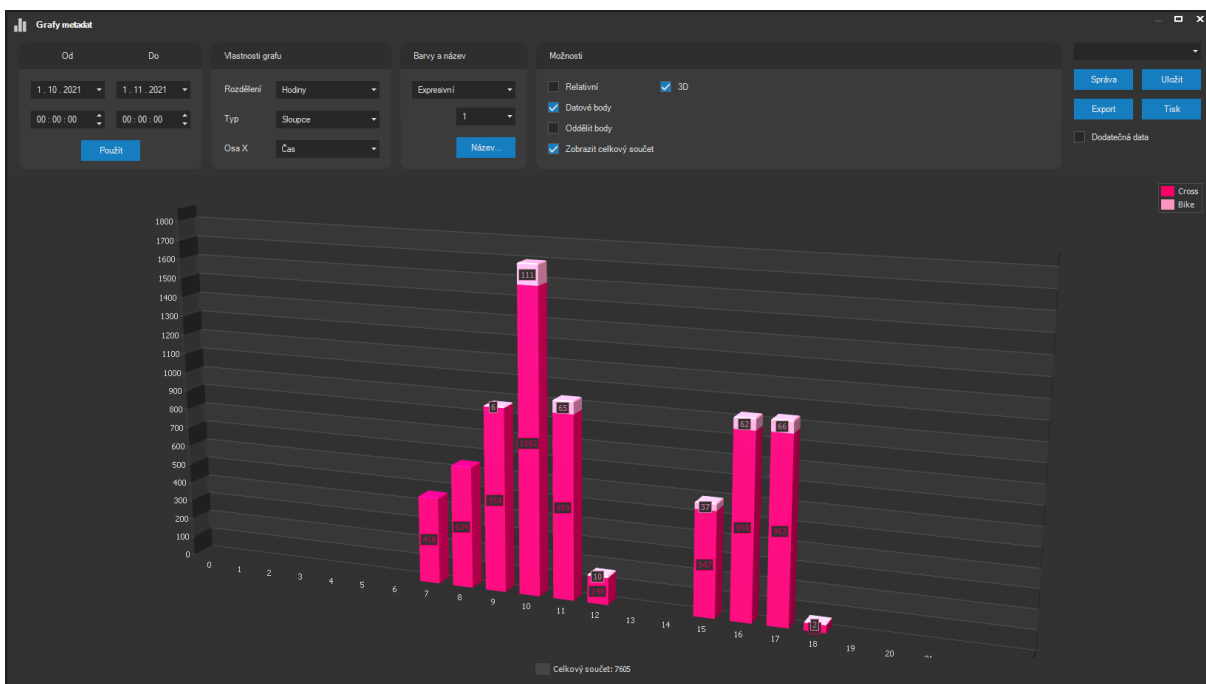 Grafy metadat
Od Do Vlastnosti grafu Barvy a název Možnosti
1 . 10 . 2021 1 . 11 . 2021 Rozdělení Hodiny Expresivní Relativní 3D Správa Uložit
00 : 00 : 00 00 : 00 : 00 Typ Sloupce 1 Datové body Export Tisk
Oddělit body Dodatečná data
Použít Osa X Čas Název... Zobrazit celkový součet
Cross
Bike
1800
1700
1600
1500
1400
1300
1200
1100
1000
900
800
700
600
500
400
300
200
100
0
111
6 65
62 66
37
10
2
0 1 2 3 4 5 6 7 8 9 10 11 12 13 14 15 16 17 18 19 20
Celkový součet: 7605